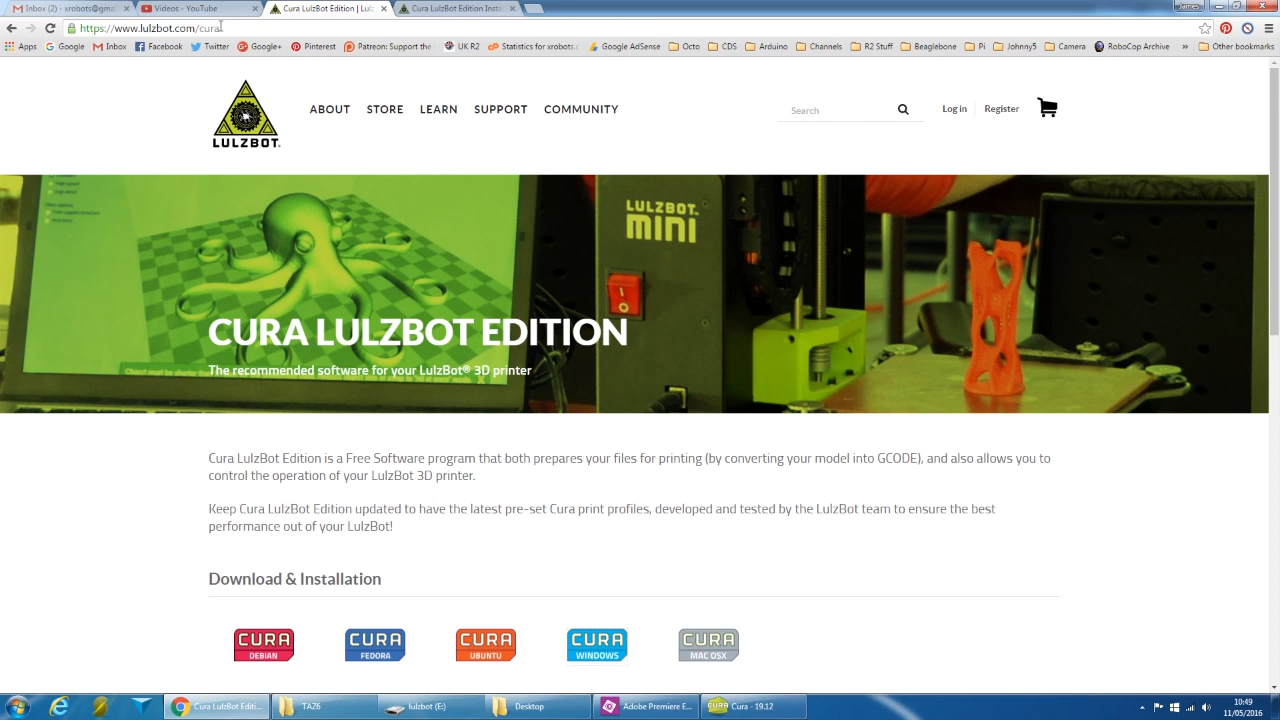 Inbox (2) - xrobots@gmai
Videos - YouTube
Cura LulzBot Edition | Lul
Cura LulzBot Edition Inst
James
https://www.lulzbot.com/cura
Apps Google Inbox Facebook Twitter Google+ Pinterest Patreon: Support the UK R2 Statistics for xrobots. Google AdSense Octo CDS Arduino Channels R2 Stuff Beaglebone Pi Johnny5 Camera RoboCop Archive » Other bookmarks
ABOUT STORE LEARN SUPPORT COMMUNITY
Search
Log in Register
LULZBOT
LULZBOT
mini
CURA LULZBOT EDITION
The recommended software for your LulzBot® 3D printer
Cura LulzBot Edition is a Free Software program that both prepares your files for printing (by converting your model into GCODE), and also allows you to
control the operation of your LulzBot 3D printer.
Keep Cura LulzBot Edition updated to have the latest pre-set Cura print profiles, developed and tested by the LulzBot team to ensure the best
performance out of your LulzBot!
Download & Installation
CURA
DEBIAN
CURA
FEDORA
CURA
UBUNTU
CURA
WINDOWS
CURA
MAC OSX
Cura LulzBot Editi...
TAZ6
lulzbot (E:)
Desktop
Adobe Premiere E...
Cura - 19.12
10:49
11/05/2016